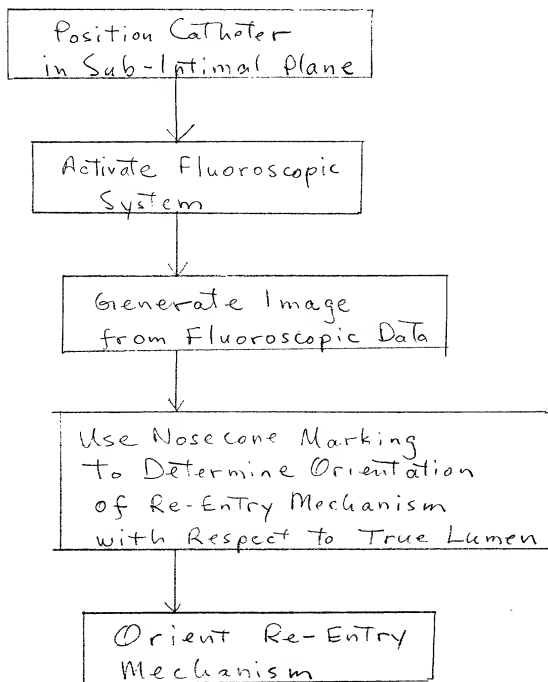 Position Catheter
in Sub-Intimal Plane
Activate Fluoroscopic
System
Generate Image
from Fluoroscopic Data
Use Nosecone Marking
to Determine Orientation
of Re-Entry Mechanism
with Respect to True Lumen
Orient Re-Entry
Mechanism